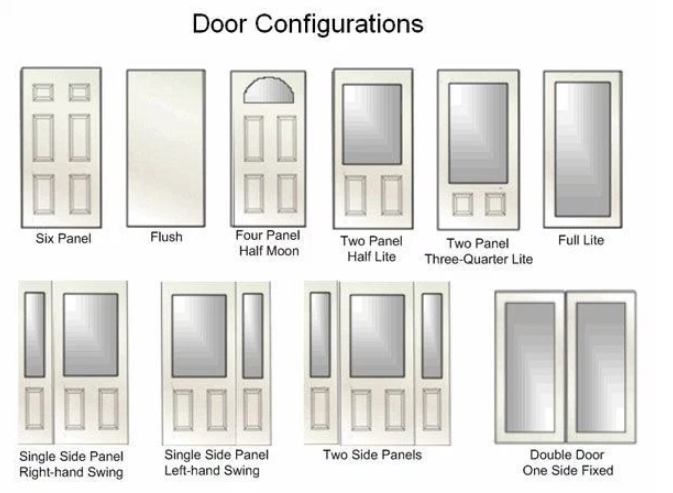 Door Configurations
Six Panel
Flush
Four Panel
Half Moon
Two Panel
Half Lite
Two Panel
Three-Quarter Lite
Full Lite
Single Side Panel
Right-hand Swing
Single Side Panel
Left-hand Swing
Two Side Panels
Double Door
One Side Fixed